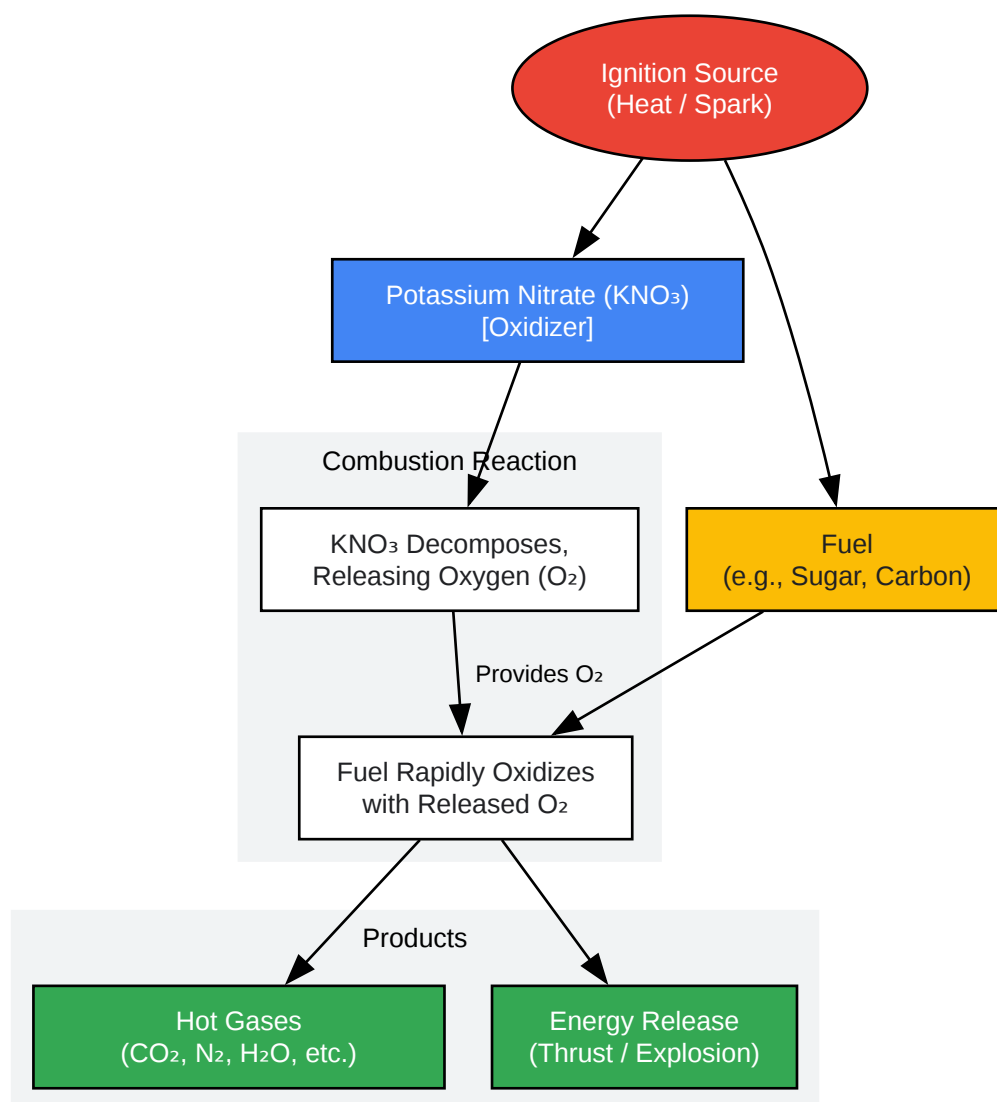 Ignition Source
(Heat / Spark)
Potassium Nitrate (KNO₃)
[Oxidizer]
Combustion Reaction
KNO₃ Decomposes,
Releasing Oxygen (O₂)
Fuel
(e.g., Sugar, Carbon)
Provides O₂
Fuel Rapidly Oxidizes
with Released O₂
Products
Hot Gases
(CO₂, N₂, H₂O, etc.)
Energy Release
(Thrust / Explosion)